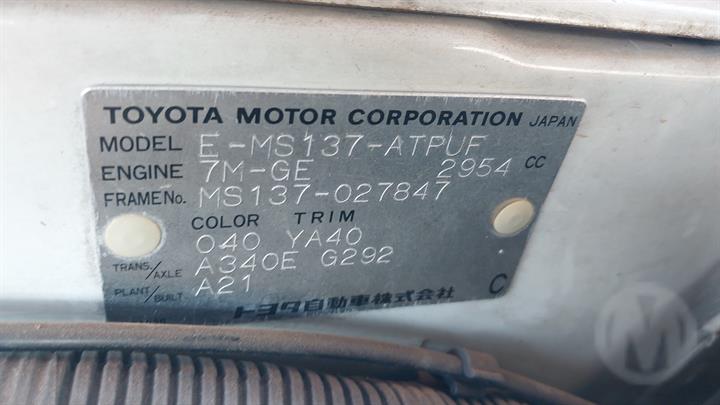 TOYOTA MOTOR CORPORATION JAPAN
MODEL E-MS137-ATPUF
ENGINE 7M-GE 2954 CC
FRAME No. MS137-027847
COLOR TRIM
040 YA40
TRANS./AXLE A340E G292
PLANT/BUILT A21
C
トヨタ自動車株式会社
M